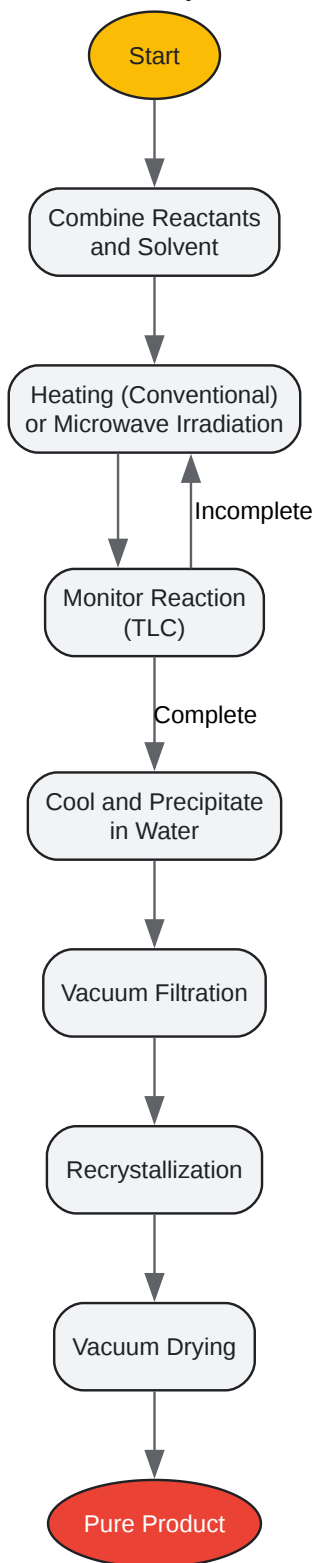 Start
Combine Reactants
and Solvent
Heating (Conventional)
or Microwave Irradiation
Incomplete
Monitor Reaction
(TLC)
Complete
Cool and Precipitate
in Water
Vacuum Filtration
Recrystallization
Vacuum Drying
Pure Product